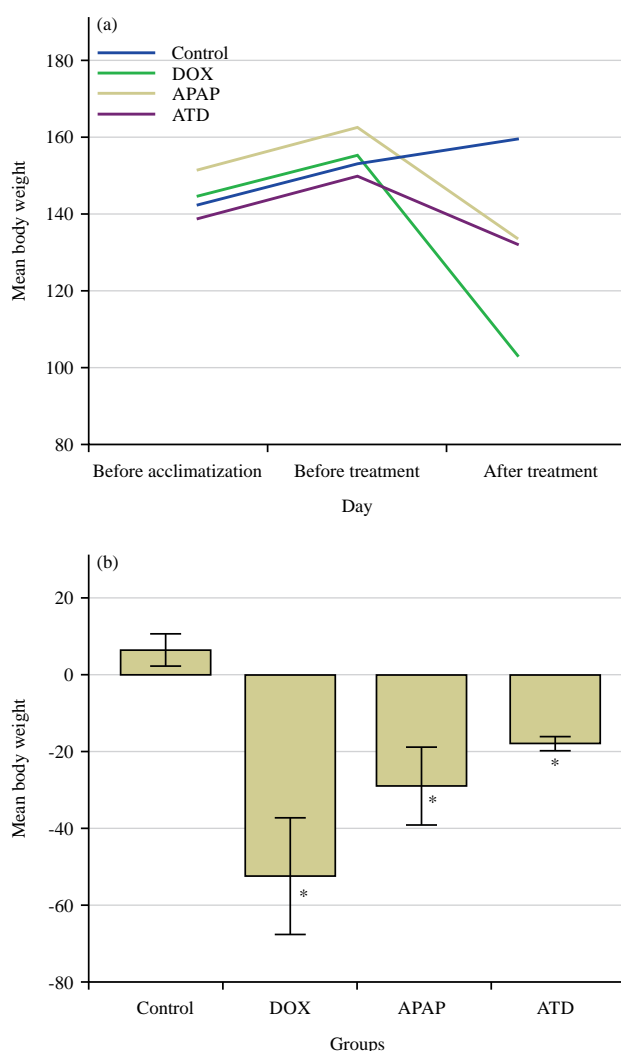 (a)
Control
DOX
APAP
ATD
180
160
140
120
100
80
Mean body weight
Before acclimatization Before treatment After treatment
Day
(b)
20
0
-20
-40
-60
-80
Mean body weight
*
*
*
Control DOX APAP ATD
Groups